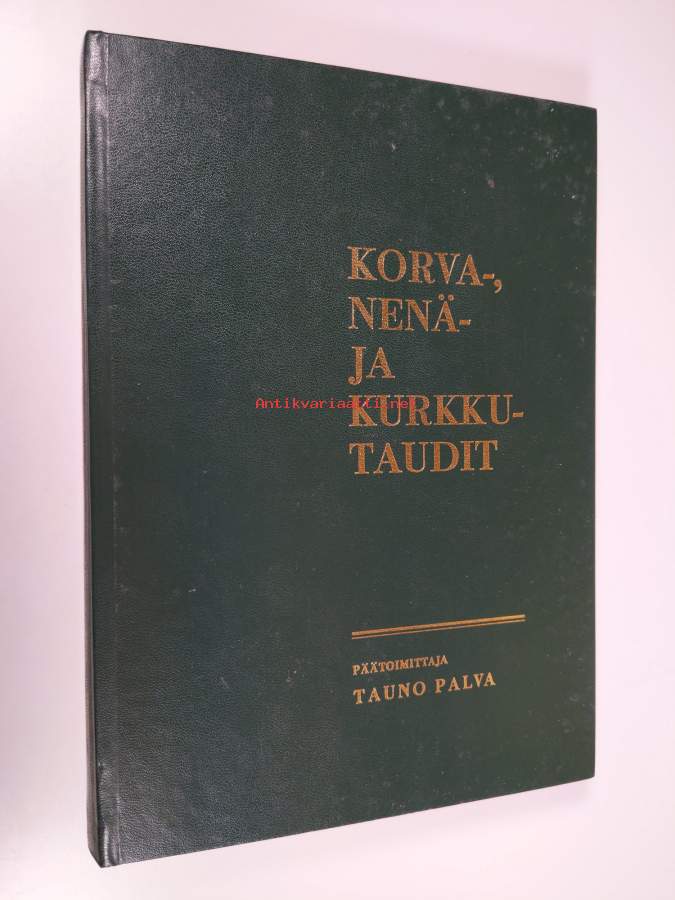 KORVA-,
NENÄ-
JA
Antikvariaatti.net
KURKKU-
TAUDIT
PÄÄTOIMITTAJA
TAUNO PALVA